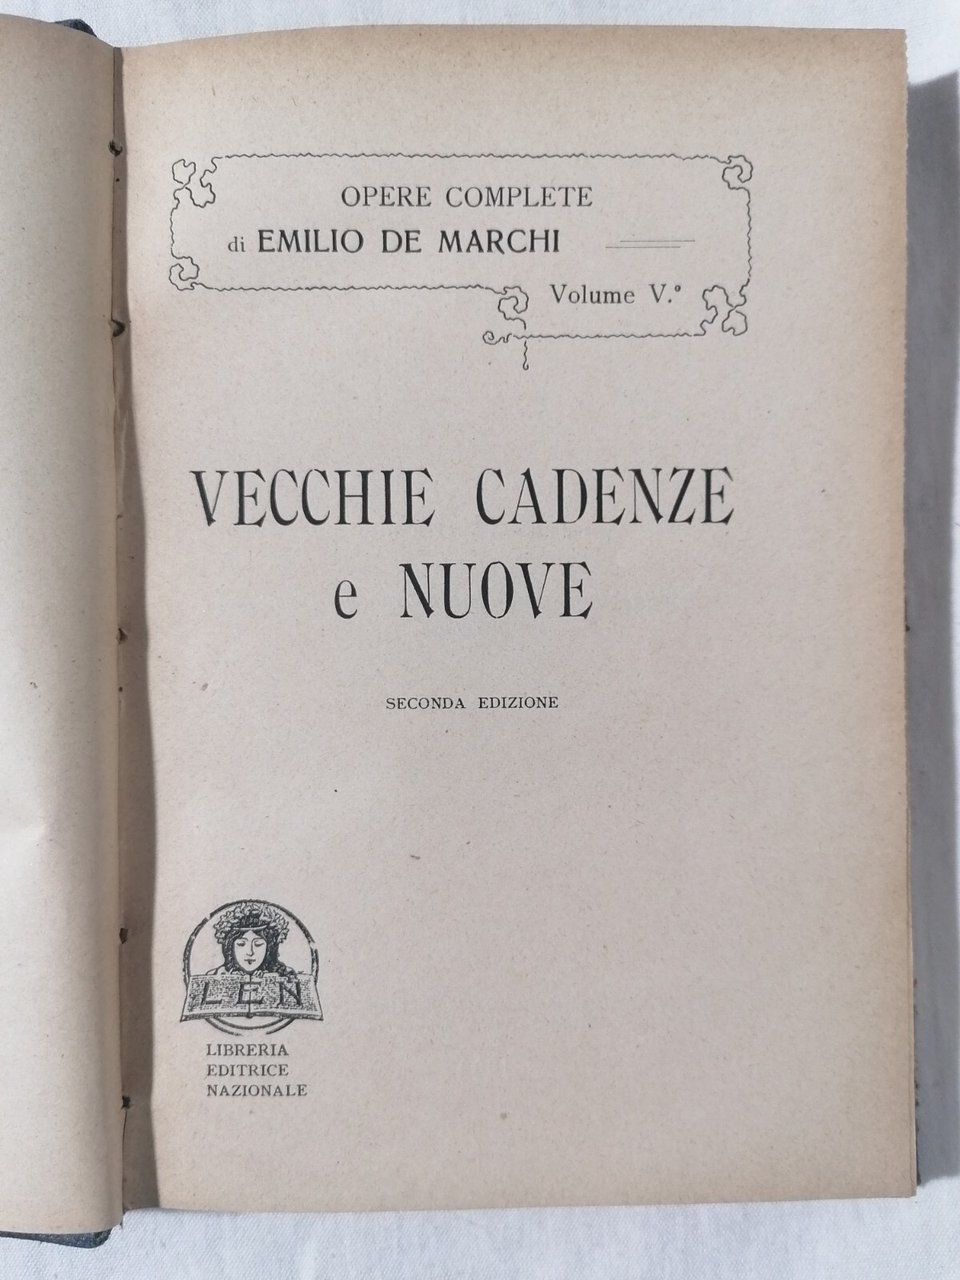 OPERE COMPLETE
di EMILIO DE MARCHI
Volume V.º
VECCHIE CADENZE
e NUOVE
SECONDA EDIZIONE
LEN
LIBRERIA
EDITRICE
NAZIONALE